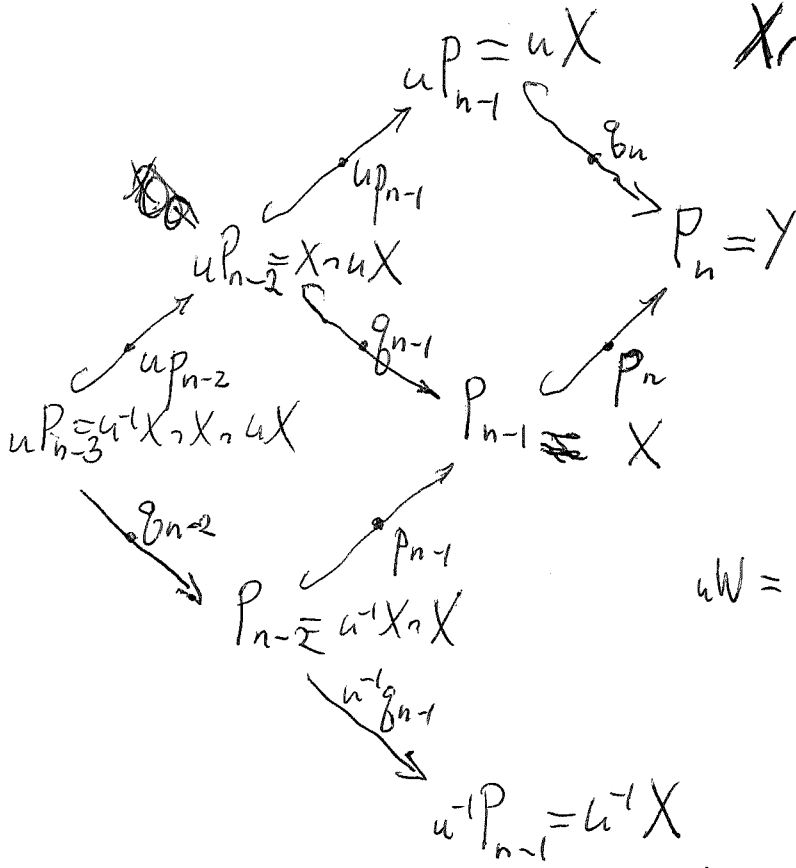 uP_{n-1} = uX
q_n
up_{n-1}
uP_{n-2} = X ∩ uX
P_n = Y
q_{n-1}
up_{n-2}
p_n
uP_{n-3} = u^{-1}X ∩ X ∩ uX
P_{n-1} = X
q_{n-2}
p_{n-1}
uW =
P_{n-2} = u^{-1}X ∩ X
u^{-1}q_{n-1}
u^{-1}P_{n-1} = u^{-1}X